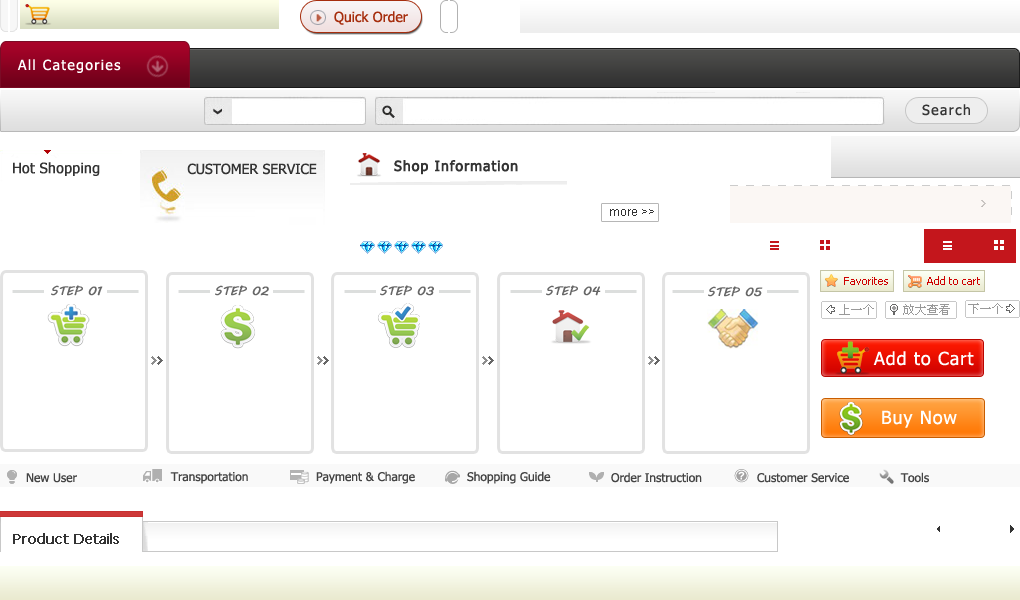 Quick Order
All Categories
Search
Hot Shopping
CUSTOMER SERVICE
Shop Information
more >>
STEP 01
STEP 02
STEP 03
STEP 04
STEP 05
Favorites
Add to cart
上一个
放大查看
下一个
Add to Cart
Buy Now
New User
Transportation
Payment & Charge
Shopping Guide
Order Instruction
Customer Service
Tools
Product Details